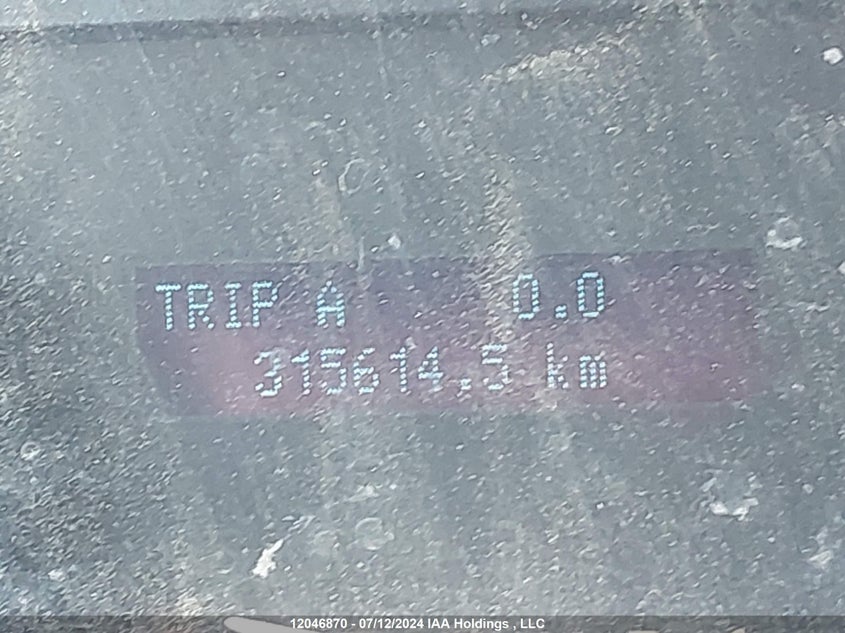 TRIP A 0.0
315614.5 km
12046870 - 07/12/2024 IAA Holdings , LLC